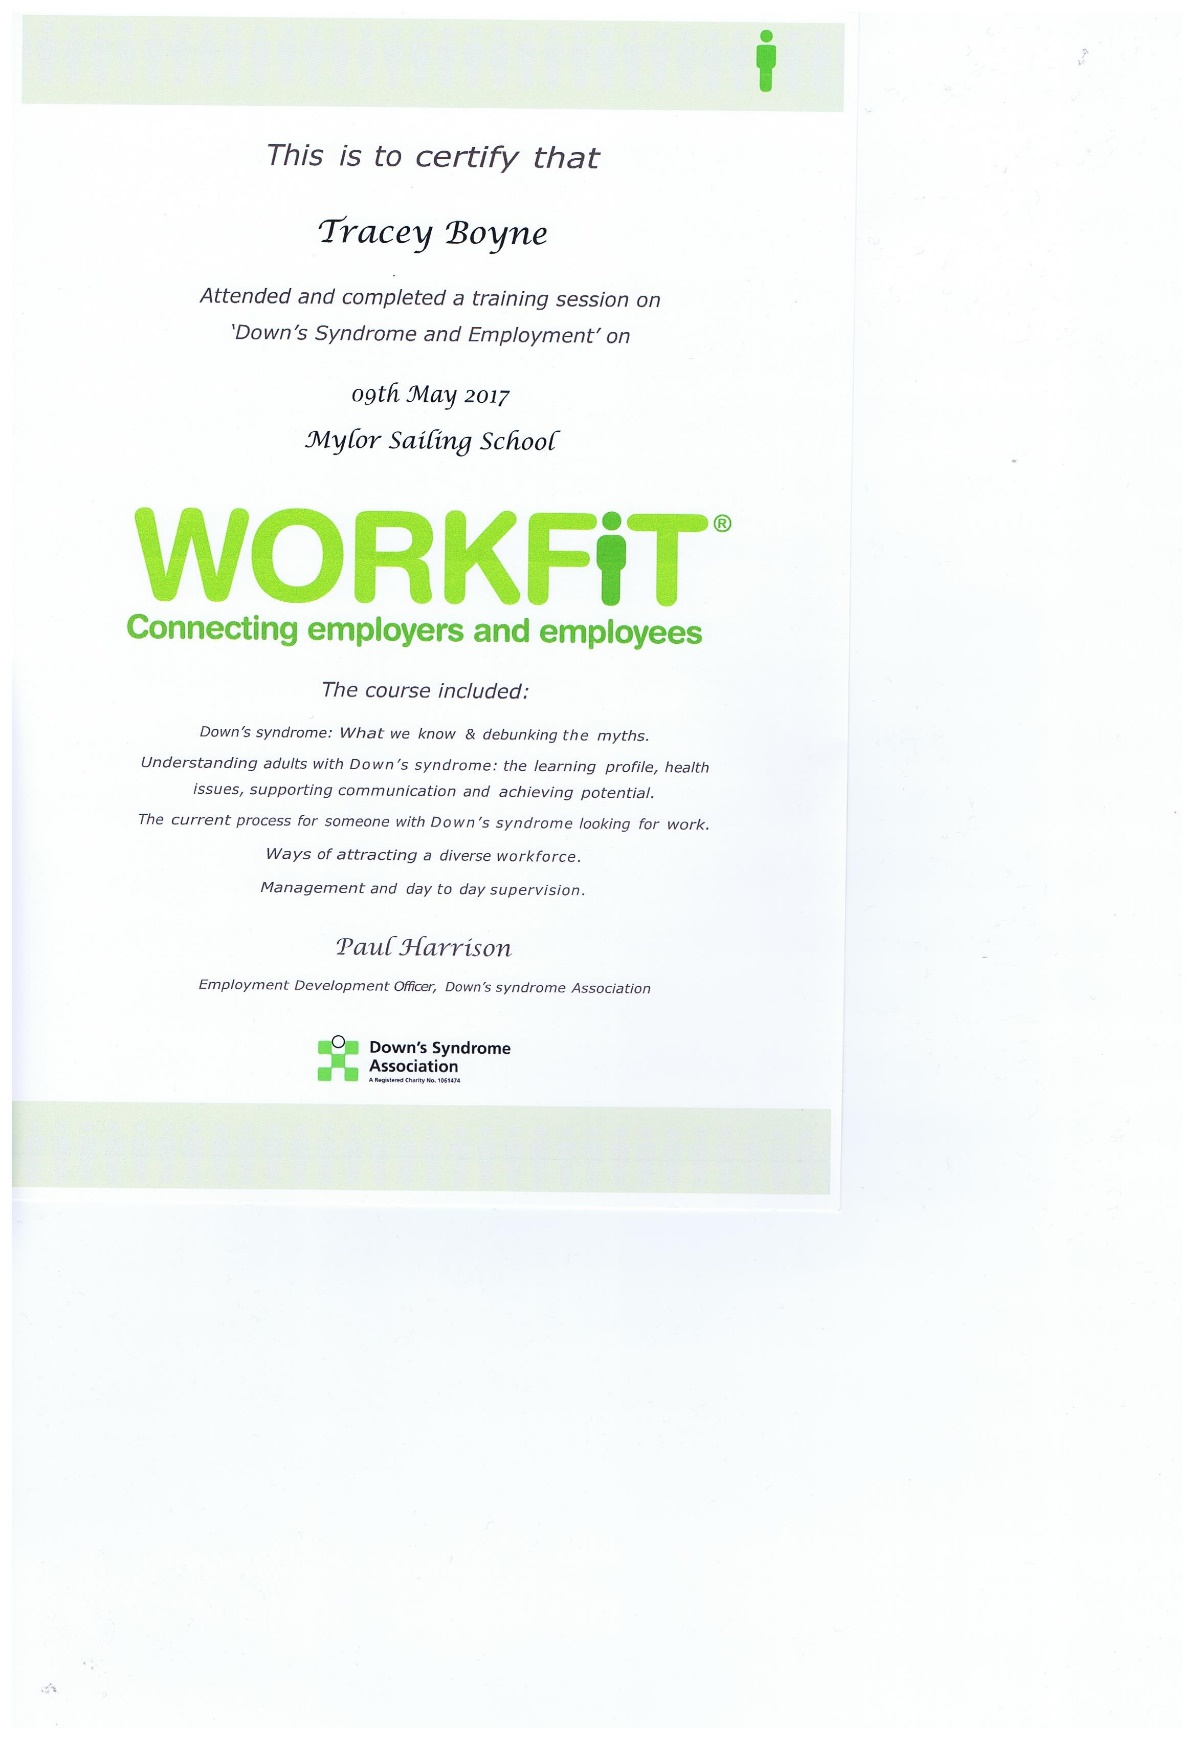 This is to certify that
Tracey Boyne
Attended and completed a training session on
‘Down’s Syndrome and Employment’ on
09th May 2017
Mylor Sailing School
WORKFiT®
Connecting employers and employees
The course included:
Down’s syndrome: What we know & debunking the myths.
Understanding adults with Down’s syndrome: the learning profile, health
issues, supporting communication and achieving potential.
The current process for someone with Down’s syndrome looking for work.
Ways of attracting a diverse workforce.
Management and day to day supervision.
Paul Harrison
Employment Development Officer, Down’s syndrome Association
Down’s Syndrome
Association
A Registered Charity No. 1061474